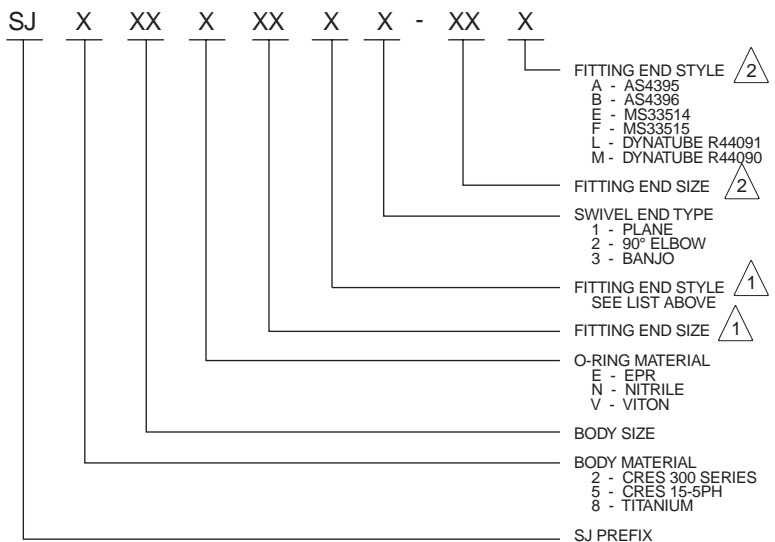 SJ X XX X XX X X - XX X
FITTING END STYLE 2
A - AS4395
B - AS4396
E - MS33514
F - MS33515
L - DYNATUBE R44091
M - DYNATUBE R44090
FITTING END SIZE 2
SWIVEL END TYPE
1 - PLANE
2 - 90° ELBOW
3 - BANJO
FITTING END STYLE 1
SEE LIST ABOVE
FITTING END SIZE 1
O-RING MATERIAL
E - EPR
N - NITRILE
V - VITON
BODY SIZE
BODY MATERIAL
2 - CRES 300 SERIES
5 - CRES 15-5PH
8 - TITANIUM
SJ PREFIX